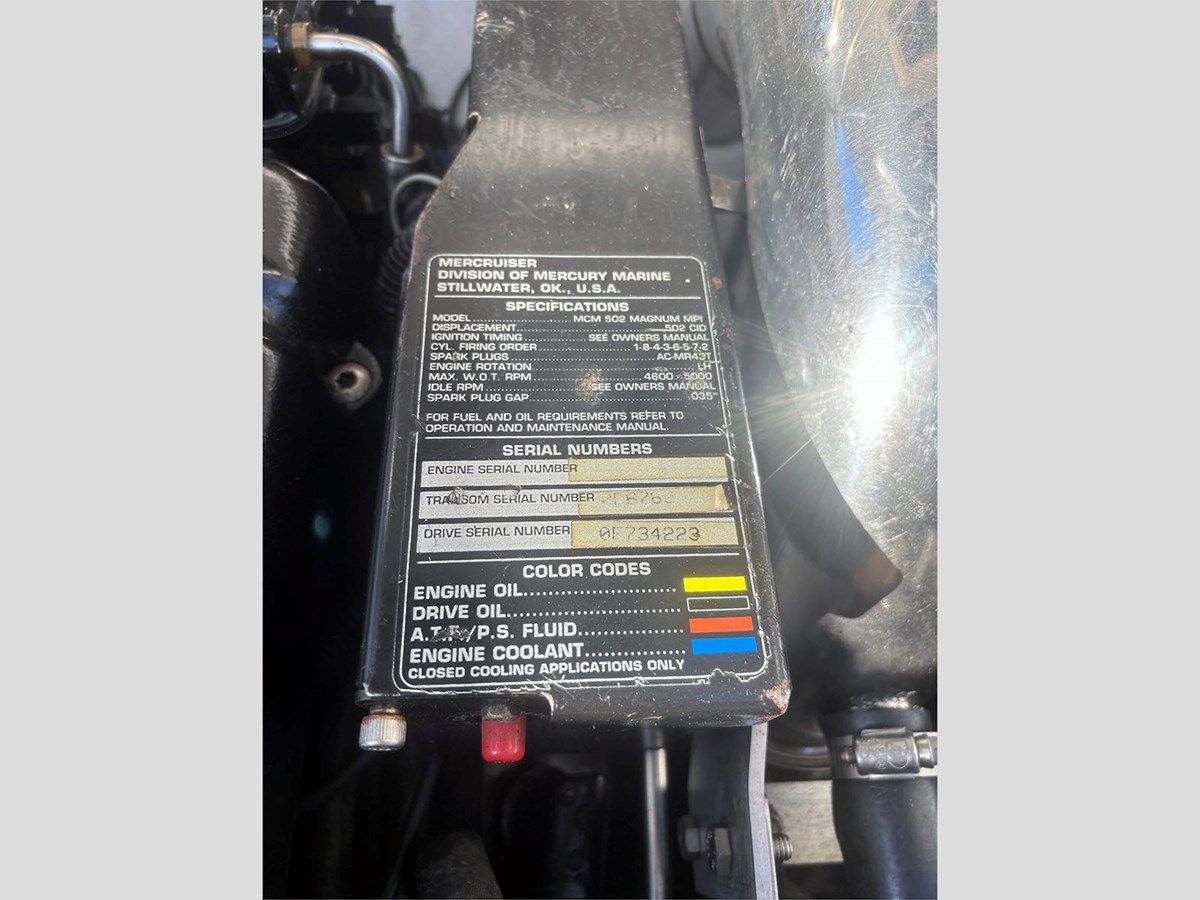 MERCRUISER
DIVISION OF MERCURY MARINE
STILLWATER, OK., U.S.A.
SPECIFICATIONS
MODEL.......................MCM 502 MAGNUM MPI
DISPLACEMENT...........................502 CID
IGNITION TIMING...............SEE OWNERS MANUAL
CYL. FIRING ORDER...................1-8-4-3-6-5-7-2
SPARK PLUGS..............................AC-MR43T
ENGINE ROTATION................................LH
MAX. W.O.T. RPM.......................4600-5000
IDLE RPM.....................SEE OWNERS MANUAL
SPARK PLUG GAP................................035"
FOR FUEL AND OIL REQUIREMENTS REFER TO
OPERATION AND MAINTENANCE MANUAL.
SERIAL NUMBERS
ENGINE SERIAL NUMBER
TRANSOM SERIAL NUMBER
DRIVE SERIAL NUMBER 0F734223
COLOR CODES
ENGINE OIL.........................
DRIVE OIL............................
A.T.F./P.S. FLUID.................
ENGINE COOLANT................
CLOSED COOLING APPLICATIONS ONLY